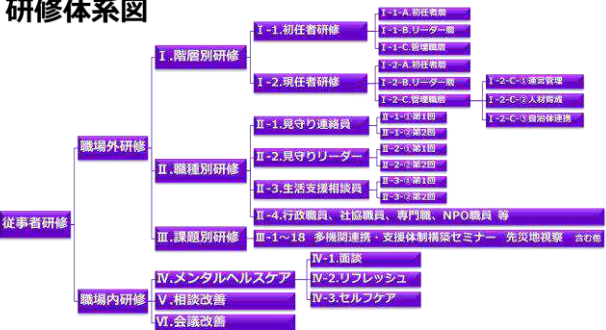 研修体系図
従事者研修
職場外研修
Ⅰ.階層別研修
Ⅰ-1.初任者研修
Ⅰ-1-A.初任者層
Ⅰ-1-B.リーダー層
Ⅰ-1-C.管理職層
Ⅰ-2.現任者研修
Ⅰ-2-A.初任者層
Ⅰ-2-B.リーダー層
Ⅰ-2-C.管理職層
Ⅰ-2-C-①運営管理
Ⅰ-2-C-②人材育成
Ⅰ-2-C-③自治体連携
Ⅱ.職種別研修
Ⅱ-1.見守り連絡員
Ⅱ-1-①第1回
Ⅱ-1-②第2回
Ⅱ-2.見守りリーダー
Ⅱ-2-①第1回
Ⅱ-2-②第2回
Ⅱ-3.生活支援相談員
Ⅱ-3-①第1回
Ⅱ-3-②第2回
Ⅱ-4.行政職員、社協職員、専門職、NPO職員 等
Ⅲ.課題別研修
Ⅲ-1～18 多機関連携・支援体制構築セミナー 先災地視察 含む他
職場内研修
Ⅳ.メンタルヘルスケア
Ⅳ-1.面談
Ⅳ-2.リフレッシュ
Ⅳ-3.セルフケア
Ⅴ.相談改善
Ⅵ.会議改善